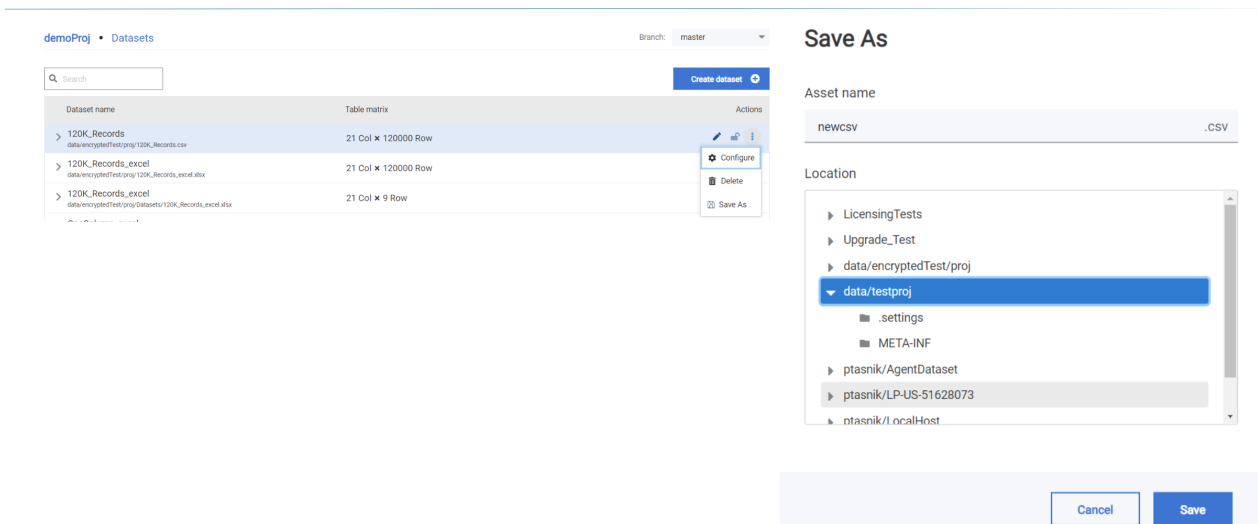 demoProj • Datasets
Branch: master
Search
Create dataset
Dataset name Table matrix Actions
120K_Records
data/encryptedTest/proj/120K_Records.csv
21 Col × 120000 Row
Configure
120K_Records_excel
data/encryptedTest/proj/120K_Records_excel.xlsx
21 Col × 120000 Row
Delete
120K_Records_excel
data/encryptedTest/proj/Datasets/120K_Records_excel.xlsx
21 Col × 9 Row
Save As
Save As
Asset name
newcsv .csv
Location
LicensingTests
Upgrade_Test
data/encryptedTest/proj
data/testproj
.settings
META-INF
ptasnik/AgentDataset
ptasnik/LP-US-51628073
ptasnik/LocalHost
Cancel Save